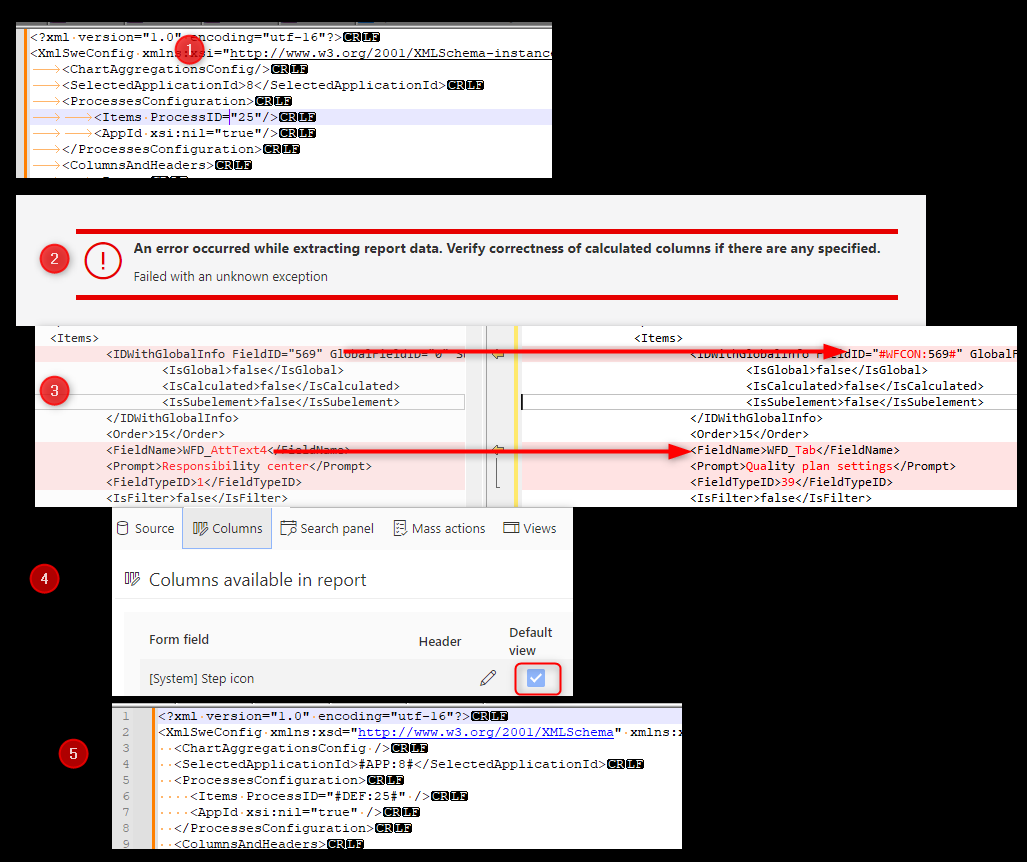 <?xml version="1.0" encoding="utf-16"?>CRLF
1
<XmlSweConfig xmlns:xsi="http://www.w3.org/2001/XMLSchema-instance
<ChartAggregationsConfig/>CRLF
<SelectedApplicationId>8</SelectedApplicationId>CRLF
<ProcessesConfiguration>CRLF
<Items ProcessID="25"/>CRLF
<AppId xsi:nil="true"/>CRLF
</ProcessesConfiguration>CRLF
<ColumnsAndHeaders>CRLF
2
!
An error occurred while extracting report data. Verify correctness of calculated columns if there are any specified.
Failed with an unknown exception
3
<Items>
<IDWithGlobalInfo FieldID="569" GlobalFieldID="0"
<IsGlobal>false</IsGlobal>
<IsCalculated>false</IsCalculated>
<IsSubelement>false</IsSubelement>
</IDWithGlobalInfo>
<Order>15</Order>
<FieldName>WFD_AttText4</FieldName>
<Prompt>Responsibility center</Prompt>
<FieldTypeID>1</FieldTypeID>
<IsFilter>false</IsFilter>
<Items>
<IDWithGlobalInfo FieldID="#WFCON:569#" GlobalF
<IsGlobal>false</IsGlobal>
<IsCalculated>false</IsCalculated>
<IsSubelement>false</IsSubelement>
</IDWithGlobalInfo>
<Order>15</Order>
<FieldName>WFD_Tab</FieldName>
<Prompt>Quality plan settings</Prompt>
<FieldTypeID>39</FieldTypeID>
<IsFilter>false</IsFilter>
4
Source Columns Search panel Mass actions Views
Columns available in report
Form field Header Default view
[System] Step icon
5
1 <?xml version="1.0" encoding="utf-16"?>CRLF
2 <XmlSweConfig xmlns:xsd="http://www.w3.org/2001/XMLSchema" xmlns:x
3 <ChartAggregationsConfig />CRLF
4 <SelectedApplicationId>#APP:8#</SelectedApplicationId>CRLF
5 <ProcessesConfiguration>CRLF
6 <Items ProcessID="#DEF:25#" />CRLF
7 <AppId xsi:nil="true" />CRLF
8 </ProcessesConfiguration>CRLF
9 <ColumnsAndHeaders>CRLF